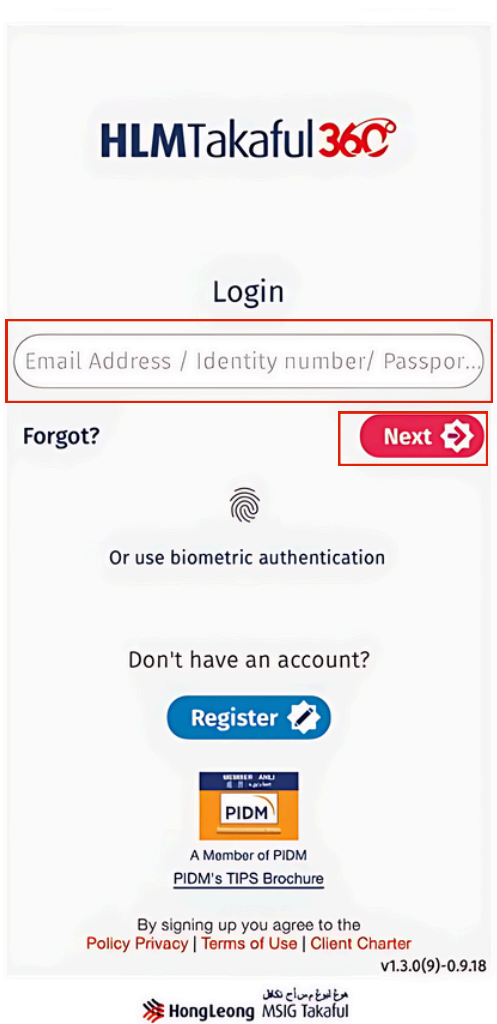 HLMTakaful360°
Login
Email Address / Identity number/ Passpor...
Forgot?
Next
Or use biometric authentication
Don't have an account?
Register
MEMBER AHLI
PIDM
A Member of PIDM
PIDM's TIPS Brochure
By signing up you agree to the
Policy Privacy | Terms of Use | Client Charter
v1.3.0(9)-0.9.18
HongLeong MSIG Takaful